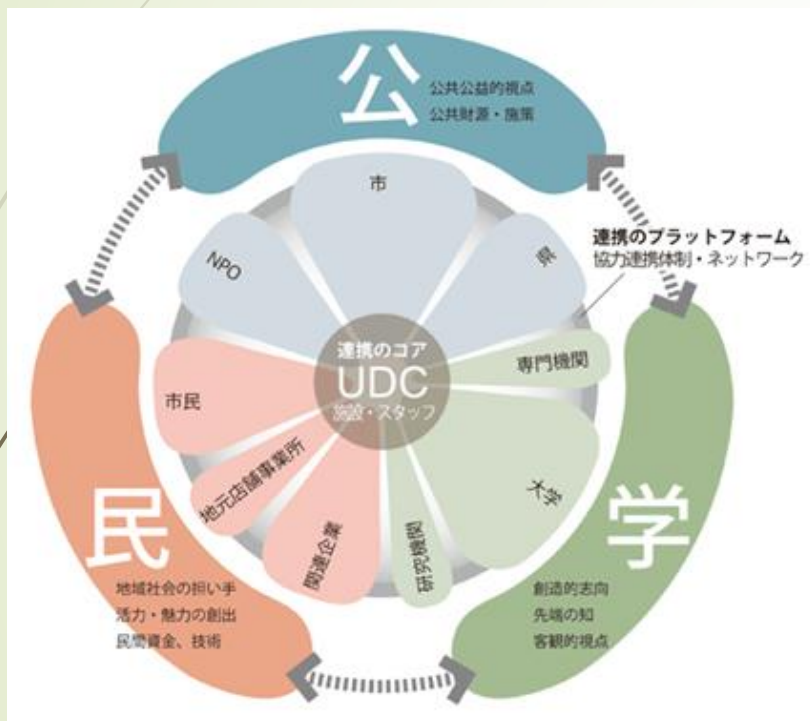 公
公共公益的視点
公共財源・施策
市
NPO
県
連携のプラットフォーム
協力連携体制・ネットワーク
連携のコア
UDC
施設・スタッフ
専門機関
市民
地元店舗事業所
関連企業
研究機関
大学
民
地域社会の担い手
活力・魅力の創出
民間資金、技術
学
創造的志向
先端の知
客観的視点